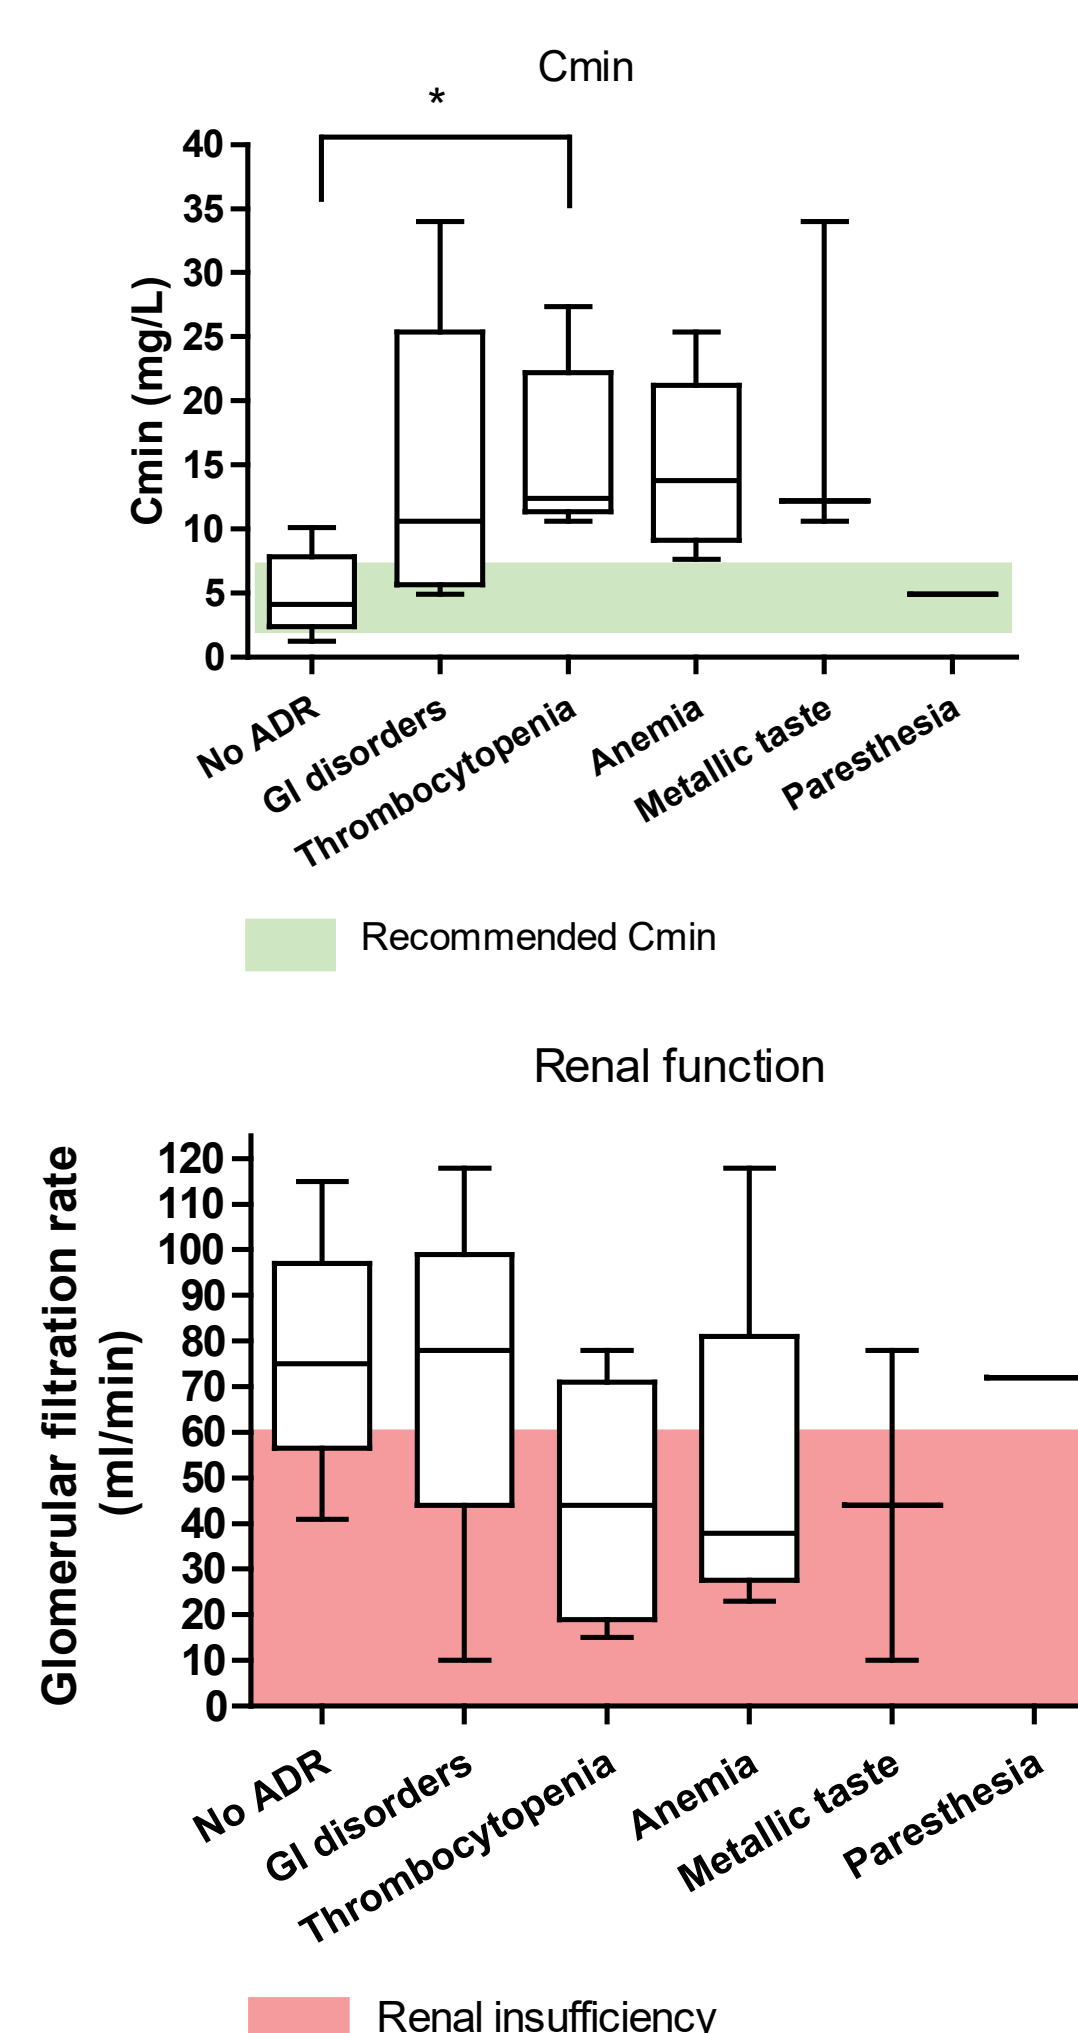 Cmin
*
Cmin (mg/L)
40
35
30
25
20
15
10
5
0
No ADR
GI disorders
Thrombocytopenia
Anemia
Metallic taste
Paresthesia
Recommended Cmin
Renal function
Glomerular filtration rate
(ml/min)
120
110
100
90
80
70
60
50
40
30
20
10
0
No ADR
GI disorders
Thrombocytopenia
Anemia
Metallic taste
Paresthesia
Renal insufficiency